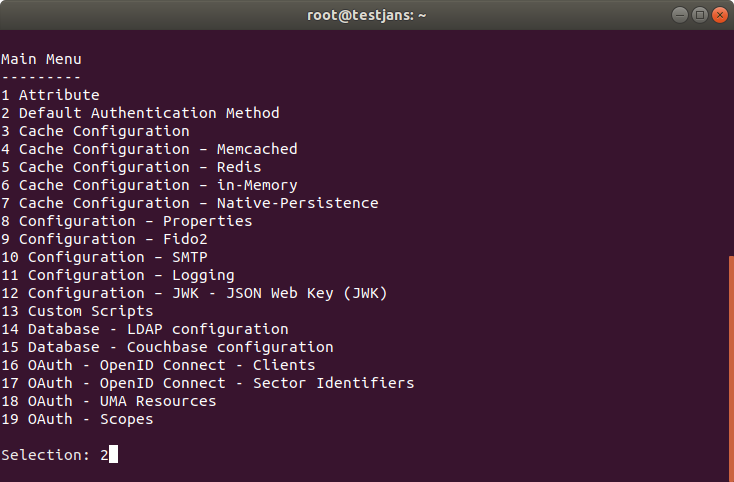 root@testjans: ~
Main Menu
---------
1 Attribute
2 Default Authentication Method
3 Cache Configuration
4 Cache Configuration – Memcached
5 Cache Configuration – Redis
6 Cache Configuration – in-Memory
7 Cache Configuration – Native-Persistence
8 Configuration – Properties
9 Configuration – Fido2
10 Configuration – SMTP
11 Configuration – Logging
12 Configuration – JWK - JSON Web Key (JWK)
13 Custom Scripts
14 Database - LDAP configuration
15 Database - Couchbase configuration
16 OAuth - OpenID Connect - Clients
17 OAuth - OpenID Connect - Sector Identifiers
18 OAuth - UMA Resources
19 OAuth - Scopes
Selection: 2